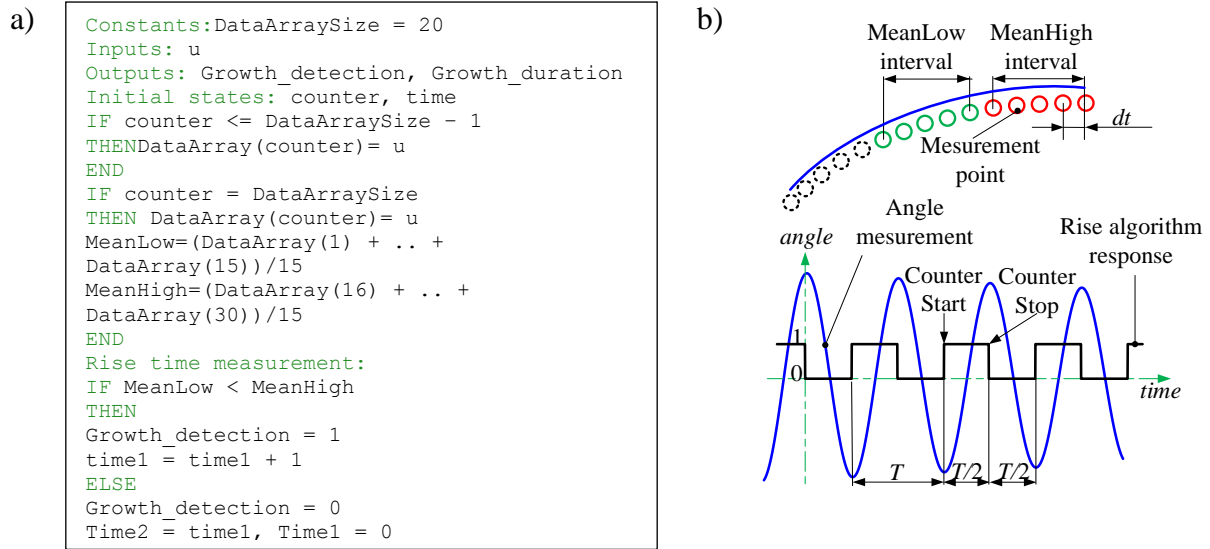 a)
Constants:DataArraySize = 20
Inputs: u
Outputs: Growth_detection, Growth_duration
Initial states: counter, time
IF counter <= DataArraySize - 1
THENDataArray(counter)= u
END
IF counter = DataArraySize
THEN DataArray(counter)= u
MeanLow=(DataArray(1) + .. +
DataArray(15))/15
MeanHigh=(DataArray(16) + .. +
DataArray(30))/15
END
Rise time measurement:
IF MeanLow < MeanHigh
THEN
Growth_detection = 1
time1 = time1 + 1
ELSE
Growth_detection = 0
Time2 = time1, Time1 = 0
b)
MeanLow
interval
MeanHigh
interval
dt
Mesurement
point
angle
Angle
mesurement
Rise algorithm
response
Counter
Start
Counter
Stop
1
0
time
T
T/2
T/2